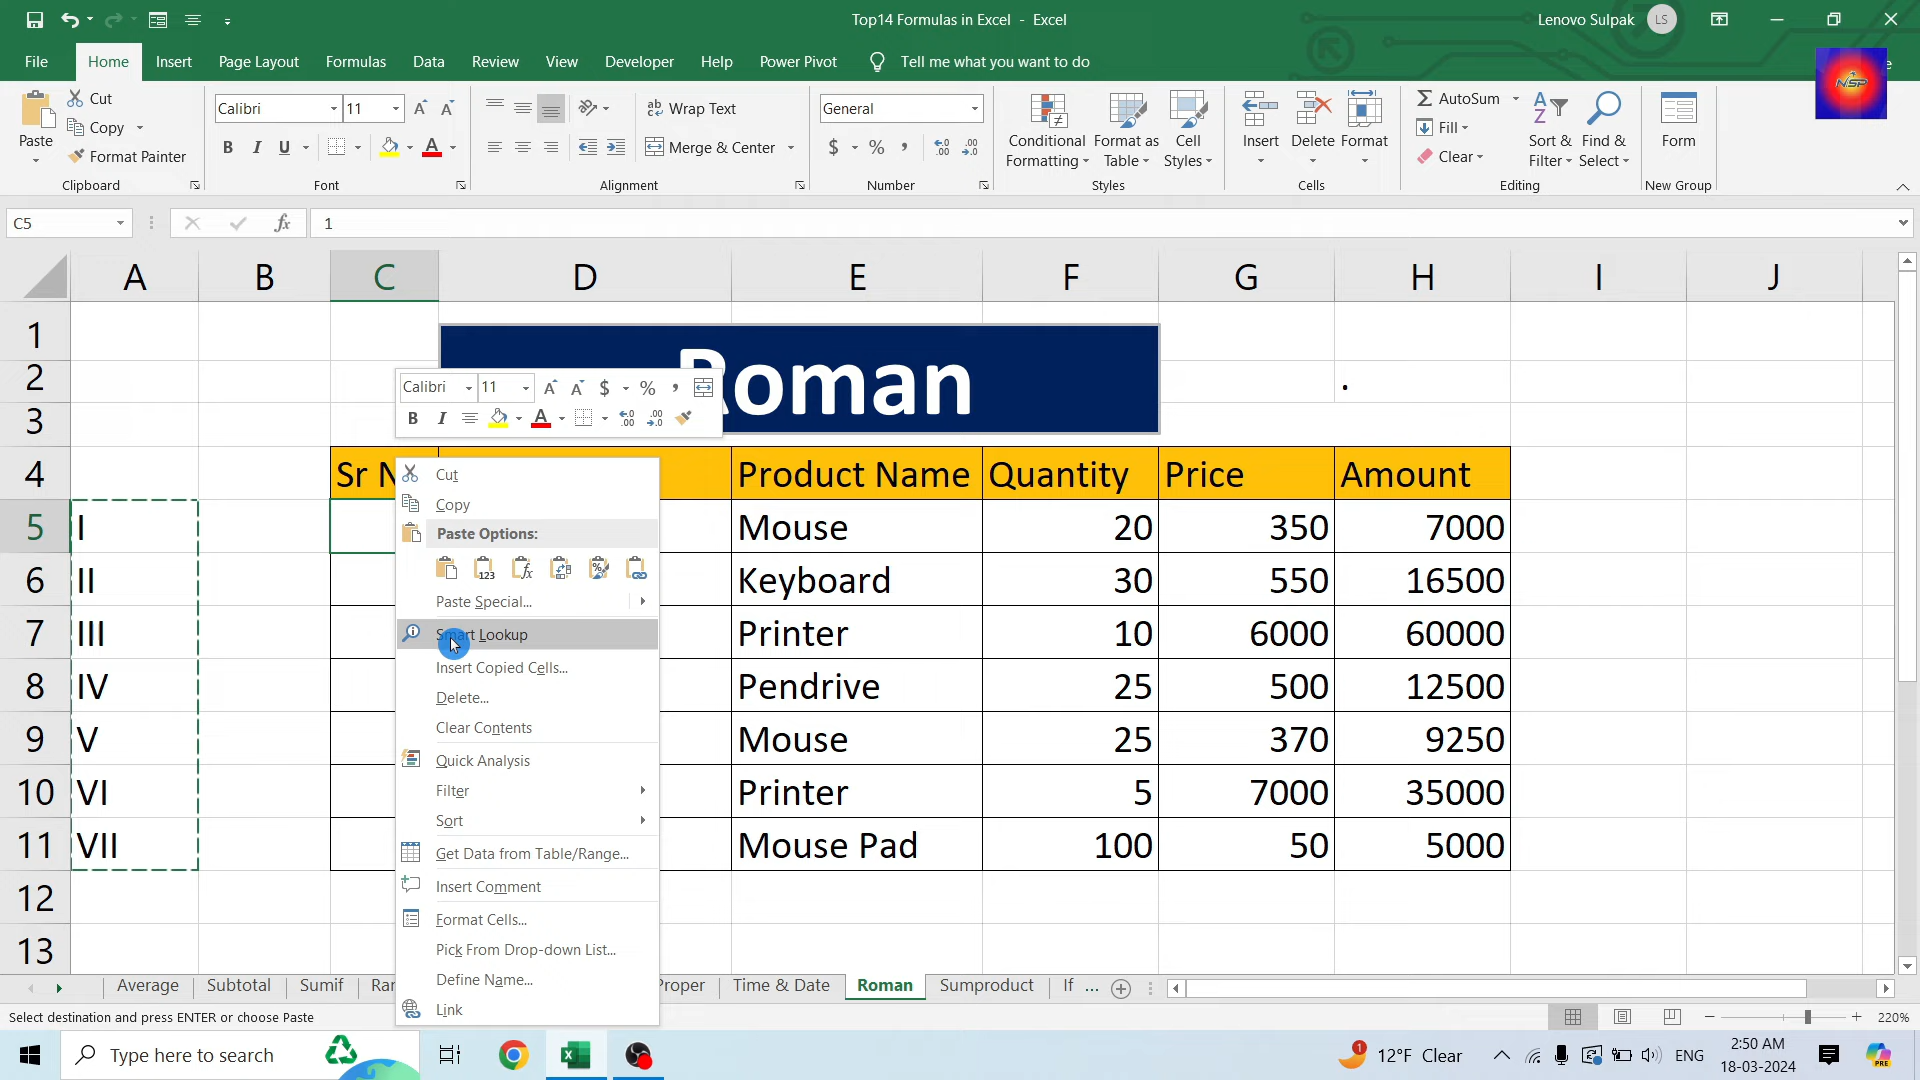 Top14 Formulas in Excel - Excel
Lenovo Sulpak LS
File Home Insert Page Layout Formulas Data Review View Developer Help Power Pivot Tell me what you want to do
NSP
Paste
Cut
Copy
Format Painter
Clipboard
Calibri 11
B I U
Font
Wrap Text
Merge & Center
Alignment
General
$ % ,
Number
Conditional Formatting
Format as Table
Cell Styles
Styles
Insert Delete Format
Cells
AutoSum
Fill
Clear
Sort & Filter
Find & Select
Editing
Form
New Group
C5 fx 1
A B C D E F G H I J
1
Roman
2
.
3
Calibri 11 $ % ,
B I
4 Sr N Product Name Quantity Price Amount
5 I Mouse 20 350 7000
6 II Keyboard 30 550 16500
7 III Printer 10 6000 60000
8 IV Pendrive 25 500 12500
9 V Mouse 25 370 9250
10 VI Printer 5 7000 35000
11 VII Mouse Pad 100 50 5000
12
13
Cut
Copy
Paste Options:
Paste Special...
Smart Lookup
Insert Copied Cells...
Delete...
Clear Contents
Quick Analysis
Filter
Sort
Get Data from Table/Range...
Insert Comment
Format Cells...
Pick From Drop-down List...
Define Name...
Link
Average Subtotal Sumif Proper Time & Date Roman Sumproduct If ...
Select destination and press ENTER or choose Paste
220%
Type here to search
1 12°F Clear ENG
2:50 AM
18-03-2024
PRE